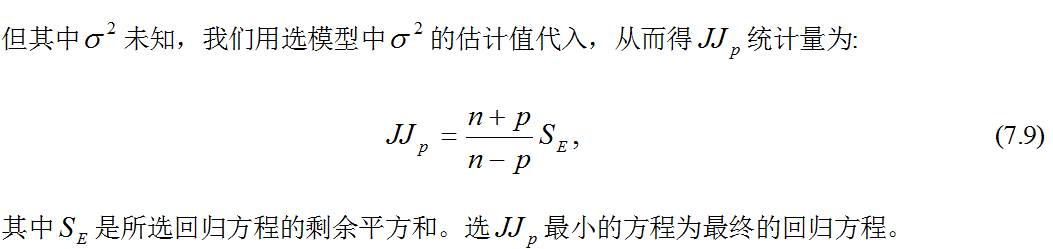 但其中 $\sigma^2$ 未知，我们用选模型中 $\sigma^2$ 的估计值代入，从而得 $JJ_p$ 统计量为:
$JJ_p = \frac{n+p}{n-p} S_E,$ (7.9)
其中 $S_E$ 是所选回归方程的剩余平方和。选 $JJ_p$ 最小的方程为最终的回归方程。